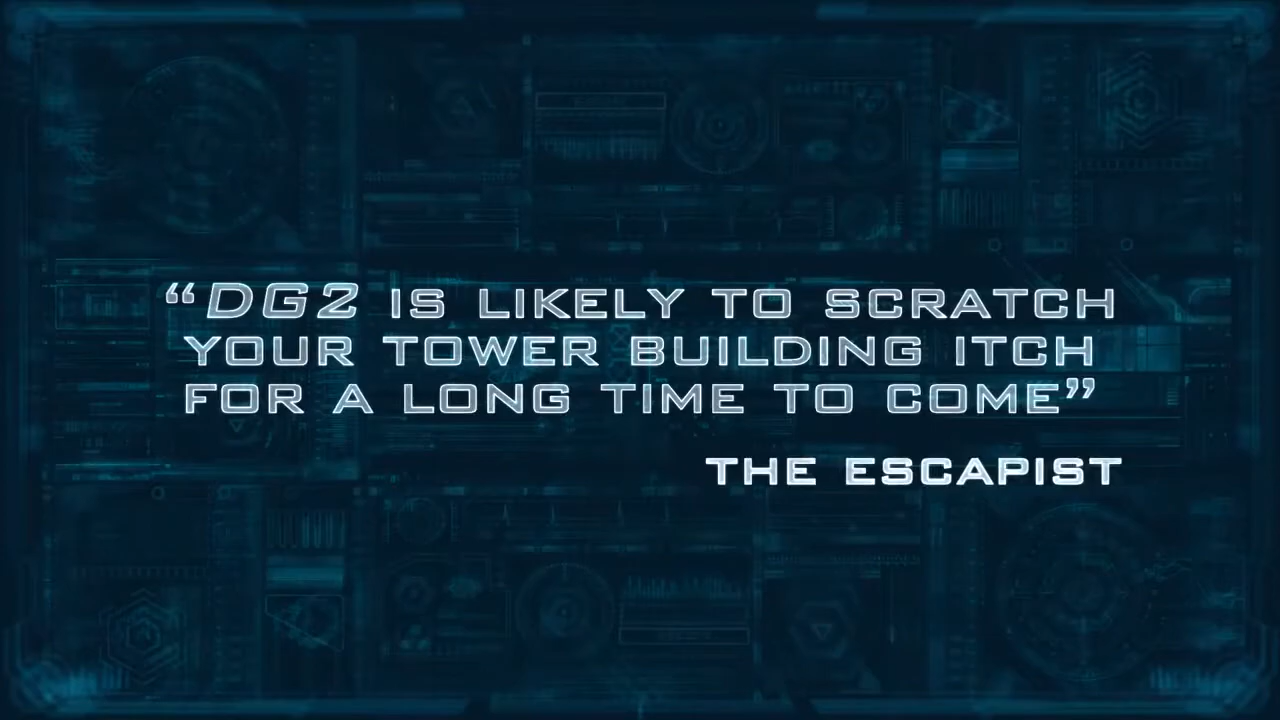 “DG2 IS LIKELY TO SCRATCH
YOUR TOWER BUILDING ITCH
FOR A LONG TIME TO COME”
THE ESCAPIST